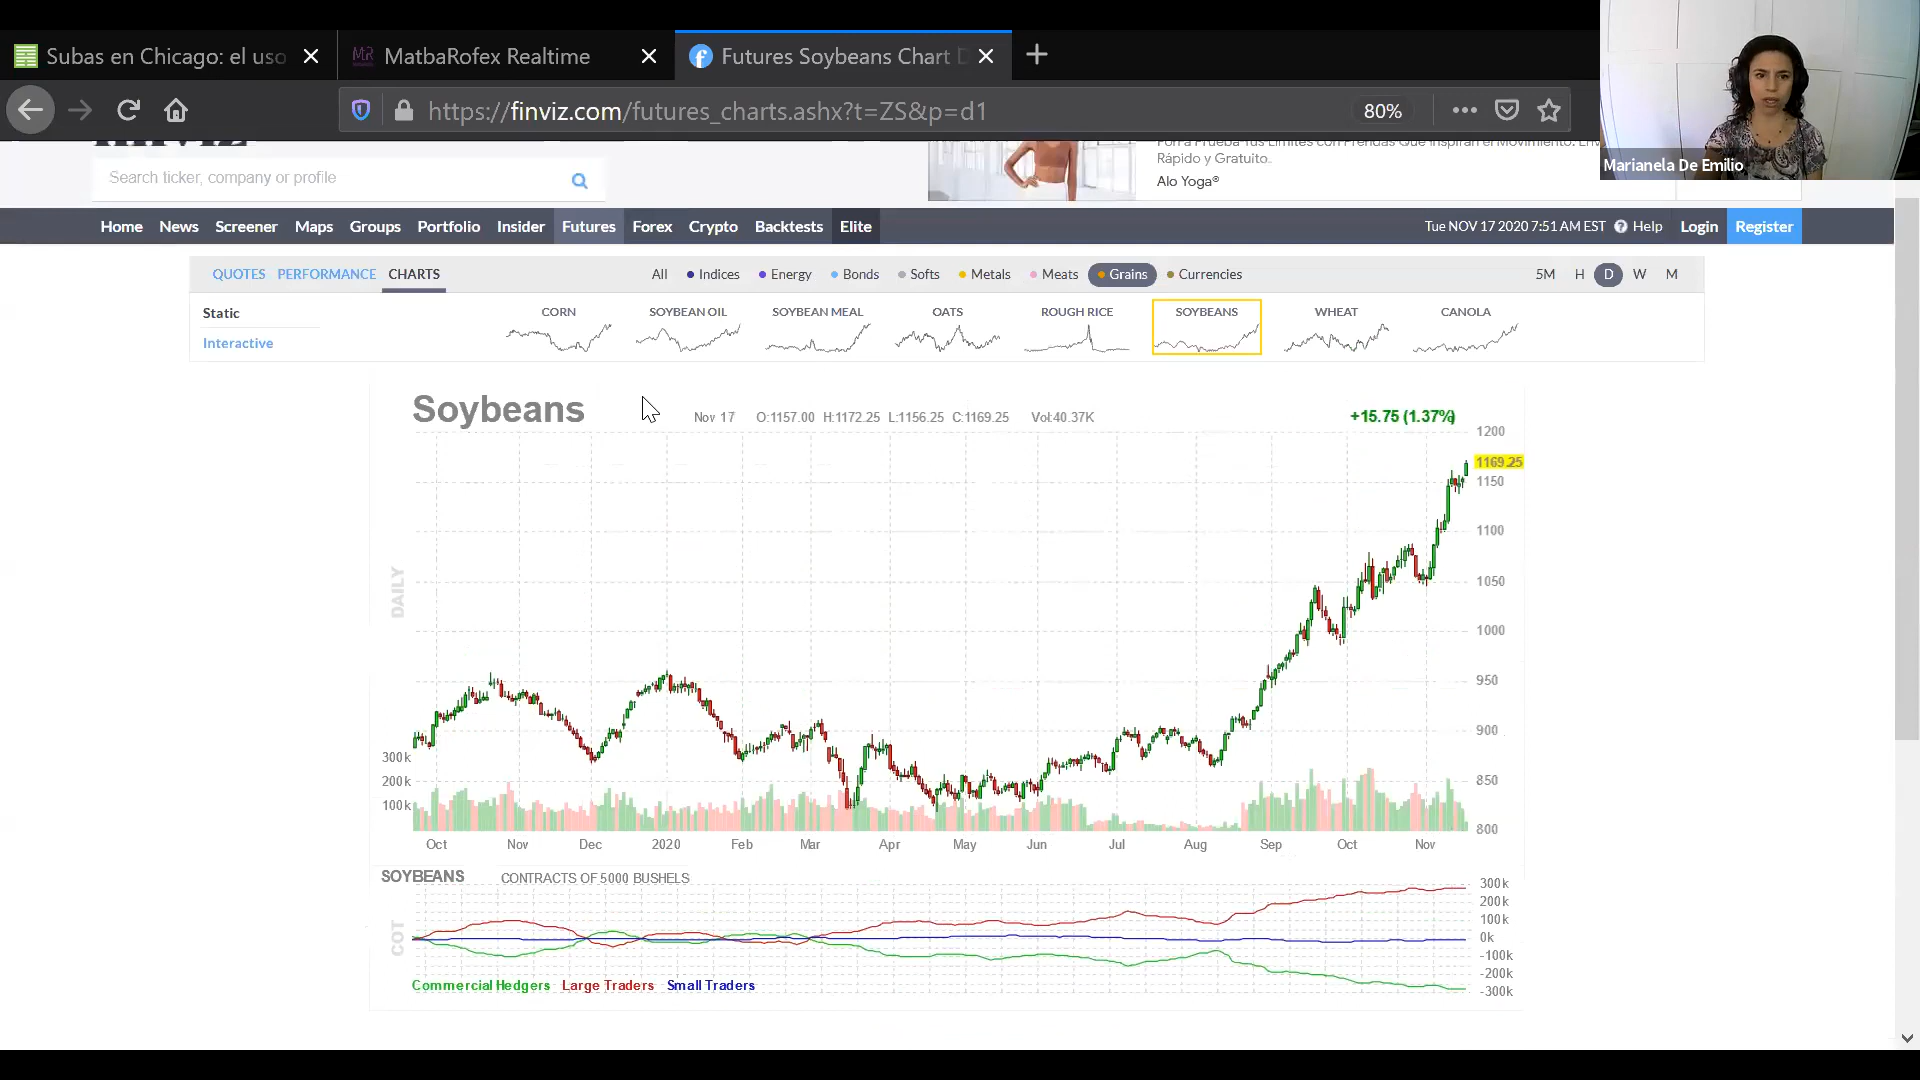 Subas en Chicago: el uso
MatbaRofex Realtime
Futures Soybeans Chart D
https://finviz.com/futures_charts.ashx?t=ZS&p=d1
80%
Marianela De Emilio
Search ticker, company or profile
Rápido y Gratuito..
Alo Yoga®
Home News Screener Maps Groups Portfolio Insider Futures Forex Crypto Backtests Elite
Tue NOV 17 2020 7:51 AM EST Help Login Register
QUOTES PERFORMANCE CHARTS
All Indices Energy Bonds Softs Metals Meats Grains Currencies
5M H D W M
Static
Interactive
CORN SOYBEAN OIL SOYBEAN MEAL OATS ROUGH RICE SOYBEANS WHEAT CANOLA
Soybeans
Nov 17 O:1157.00 H:1172.25 L:1156.25 C:1169.25 Vol:40.37K
+15.75 (1.37%)
1200
1169.25
1150
1100
1050
1000
950
900
850
800
DAILY
300k
200k
100k
Oct Nov Dec 2020 Feb Mar Apr May Jun Jul Aug Sep Oct Nov
SOYBEANS CONTRACTS OF 5000 BUSHELS
300k
200k
100k
0k
-100k
-200k
-300k
COT
Commercial Hedgers Large Traders Small Traders